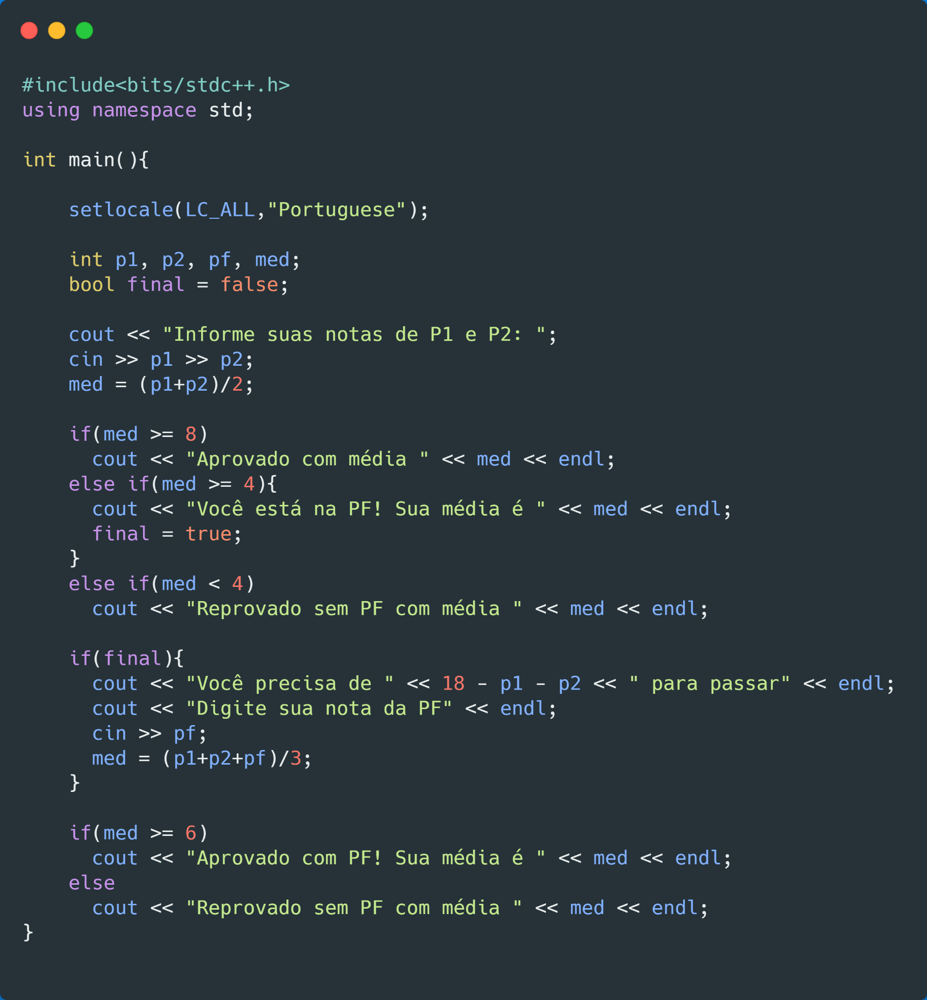 #include<bits/stdc++.h>
using namespace std;
int main(){
setlocale(LC_ALL,"Portuguese");
int p1, p2, pf, med;
bool final = false;
cout << "Informe suas notas de P1 e P2: ";
cin >> p1 >> p2;
med = (p1+p2)/2;
if(med >= 8)
cout << "Aprovado com média " << med << endl;
else if(med >= 4){
cout << "Você está na PF! Sua média é " << med << endl;
final = true;
}
else if(med < 4)
cout << "Reprovado sem PF com média " << med << endl;
if(final){
cout << "Você precisa de " << 18 - p1 - p2 << " para passar" << endl;
cout << "Digite sua nota da PF" << endl;
cin >> pf;
med = (p1+p2+pf)/3;
}
if(med >= 6)
cout << "Aprovado com PF! Sua média é " << med << endl;
else
cout << "Reprovado sem PF com média " << med << endl;
}